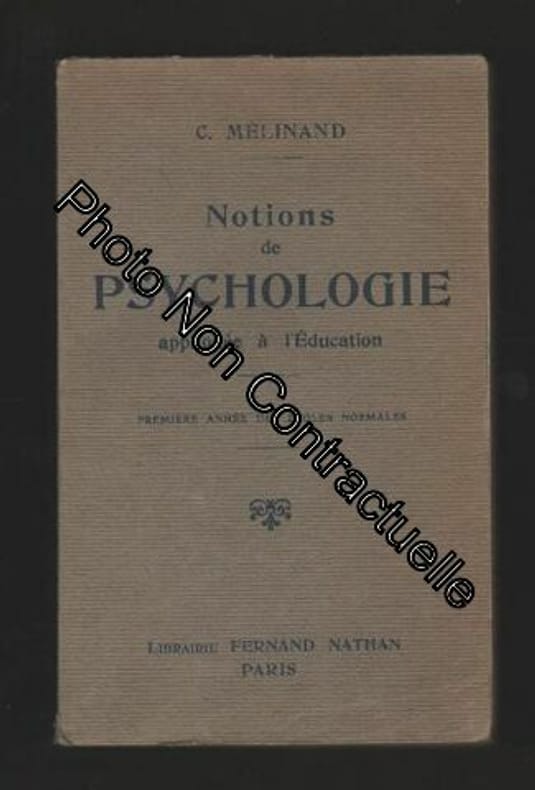 C. MÉLINAND
Notions
de
PSYCHOLOGIE
appliquée à l'Éducation
PREMIÈRE ANNÉE DES ÉCOLES NORMALES
LIBRAIRIE FERNAND NATHAN
PARIS
Photo Non Contractuelle